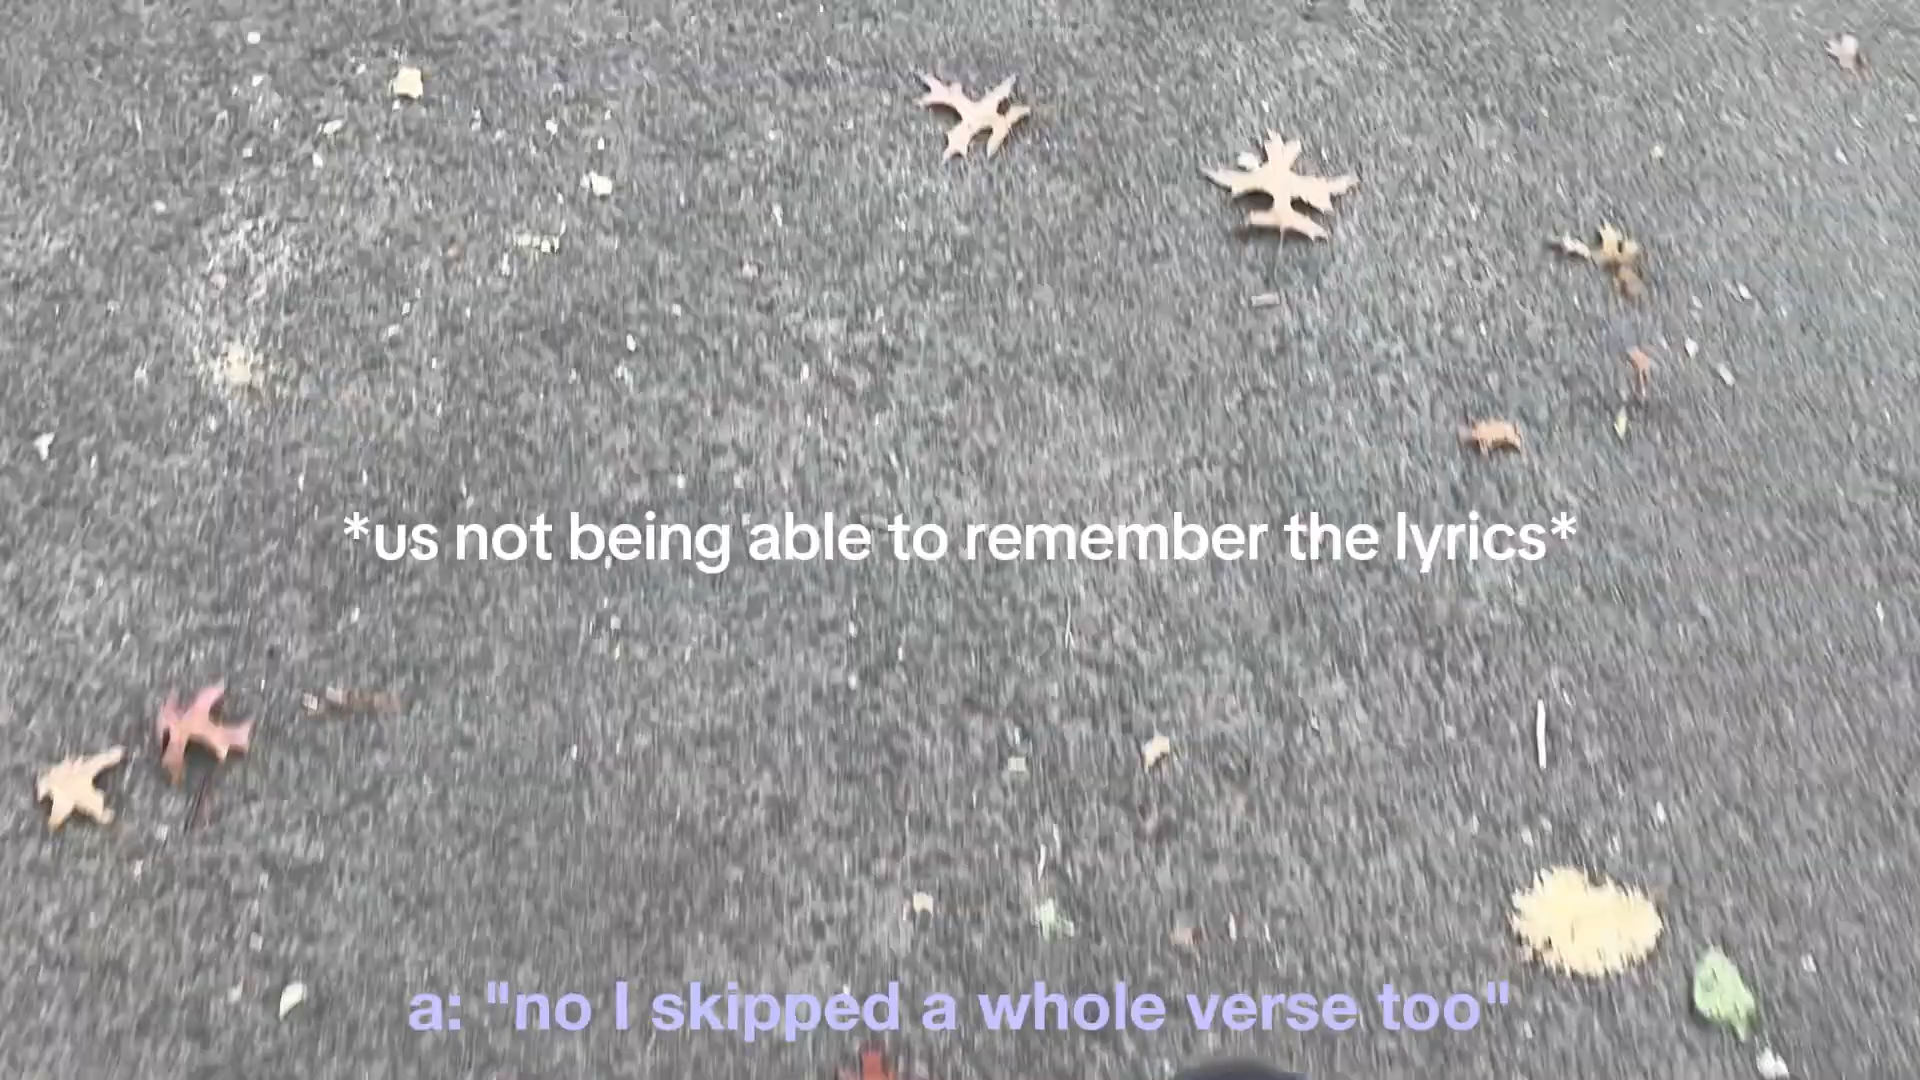 *us not being able to remember the lyrics*
a: "no I skipped a whole verse too"